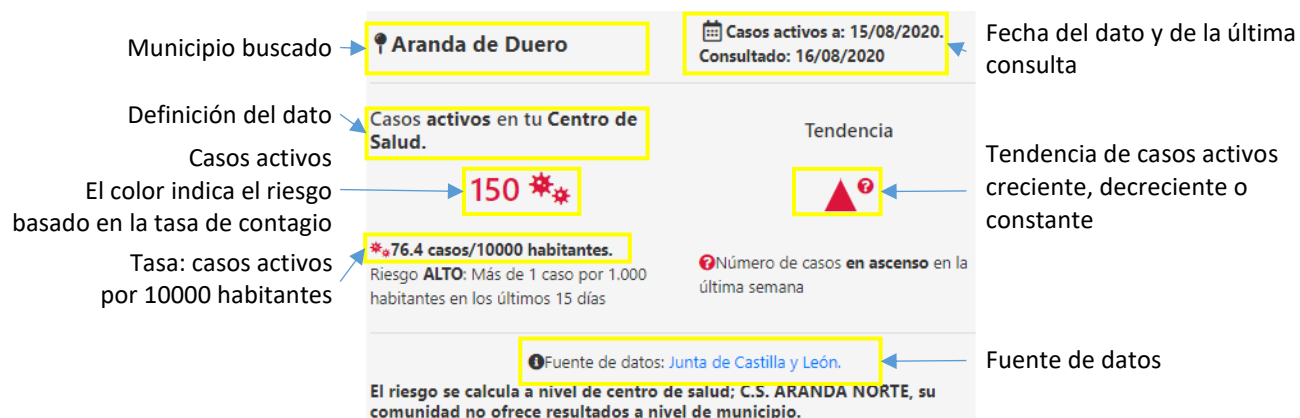 Municipio buscado
Aranda de Duero
Casos activos a: 15/08/2020.
Consultado: 16/08/2020
Fecha del dato y de la última
consulta
Definición del dato
Casos activos en tu Centro de
Salud.
Tendencia
Casos activos
El color indica el riesgo
basado en la tasa de contagio
150
?
Tendencia de casos activos
creciente, decreciente o
constante
Tasa: casos activos
por 10000 habitantes
76.4 casos/10000 habitantes.
Riesgo ALTO: Más de 1 caso por 1.000
habitantes en los últimos 15 días
?Número de casos en ascenso en la
última semana
Fuente de datos: Junta de Castilla y León.
Fuente de datos
El riesgo se calcula a nivel de centro de salud; C.S. ARANDA NORTE, su
comunidad no ofrece resultados a nivel de municipio.